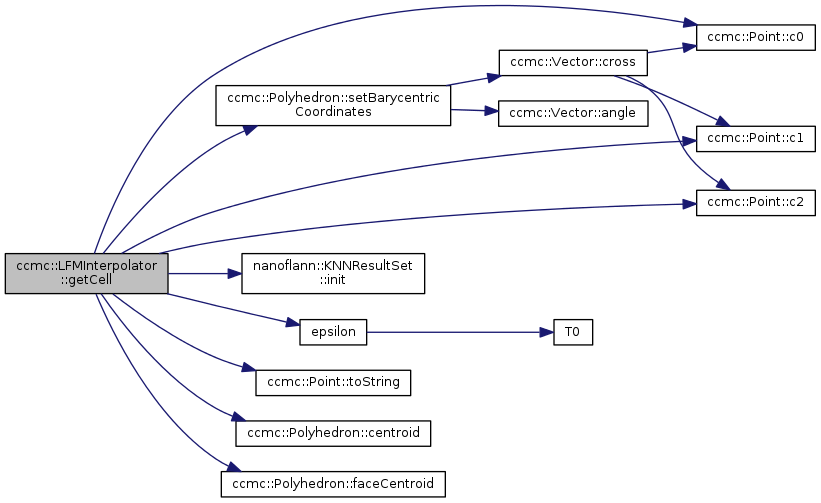 ccmc::Point::c0
ccmc::Vector::cross
ccmc::Polyhedron::setBarycentric
Coordinates
ccmc::Vector::angle
ccmc::Point::c1
ccmc::Point::c2
ccmc::LFMInterpolator
::getCell
nanoflann::KNNResultSet
::init
epsilon
T0
ccmc::Point::toString
ccmc::Polyhedron::centroid
ccmc::Polyhedron::faceCentroid